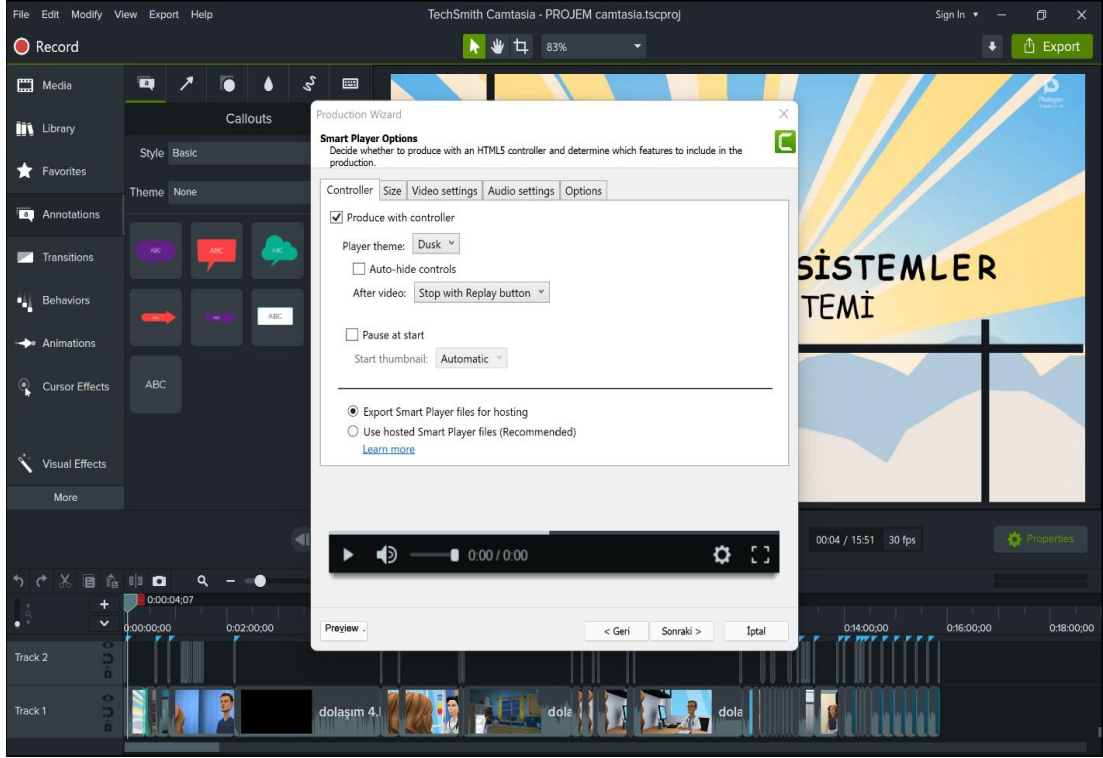 File Edit Modify View Export Help
TechSmith Camtasia - PROJEM camtasia.tscproj
Sign In
Record
83%
Export
Media
Library
Favorites
Annotations
Transitions
Behaviors
Animations
Cursor Effects
Visual Effects
More
Callouts
Style Basic
Theme None
ABC
ABC
ABC
ABC
ABC
Production Wizard
Smart Player Options
Decide whether to produce with an HTML5 controller and determine which features to include in the
production.
Controller Size Video settings Audio settings Options
Produce with controller
Player theme: Dusk
Auto-hide controls
After video: Stop with Replay button
Pause at start
Start thumbnail: Automatic
Export Smart Player files for hosting
Use hosted Smart Player files (Recommended)
Learn more
0:00 / 0:00
Preview
< Geri Sonraki > İptal
SİSTEMLER
TEMİ
00:04 / 15:51 30 fps
Properties
0:00:04;07
0:00:00;00 0:02:00;00 0:14:00;00 0:16:00;00 0:18:00;00
Track 2
Track 1
dolaşım 4. dola dola